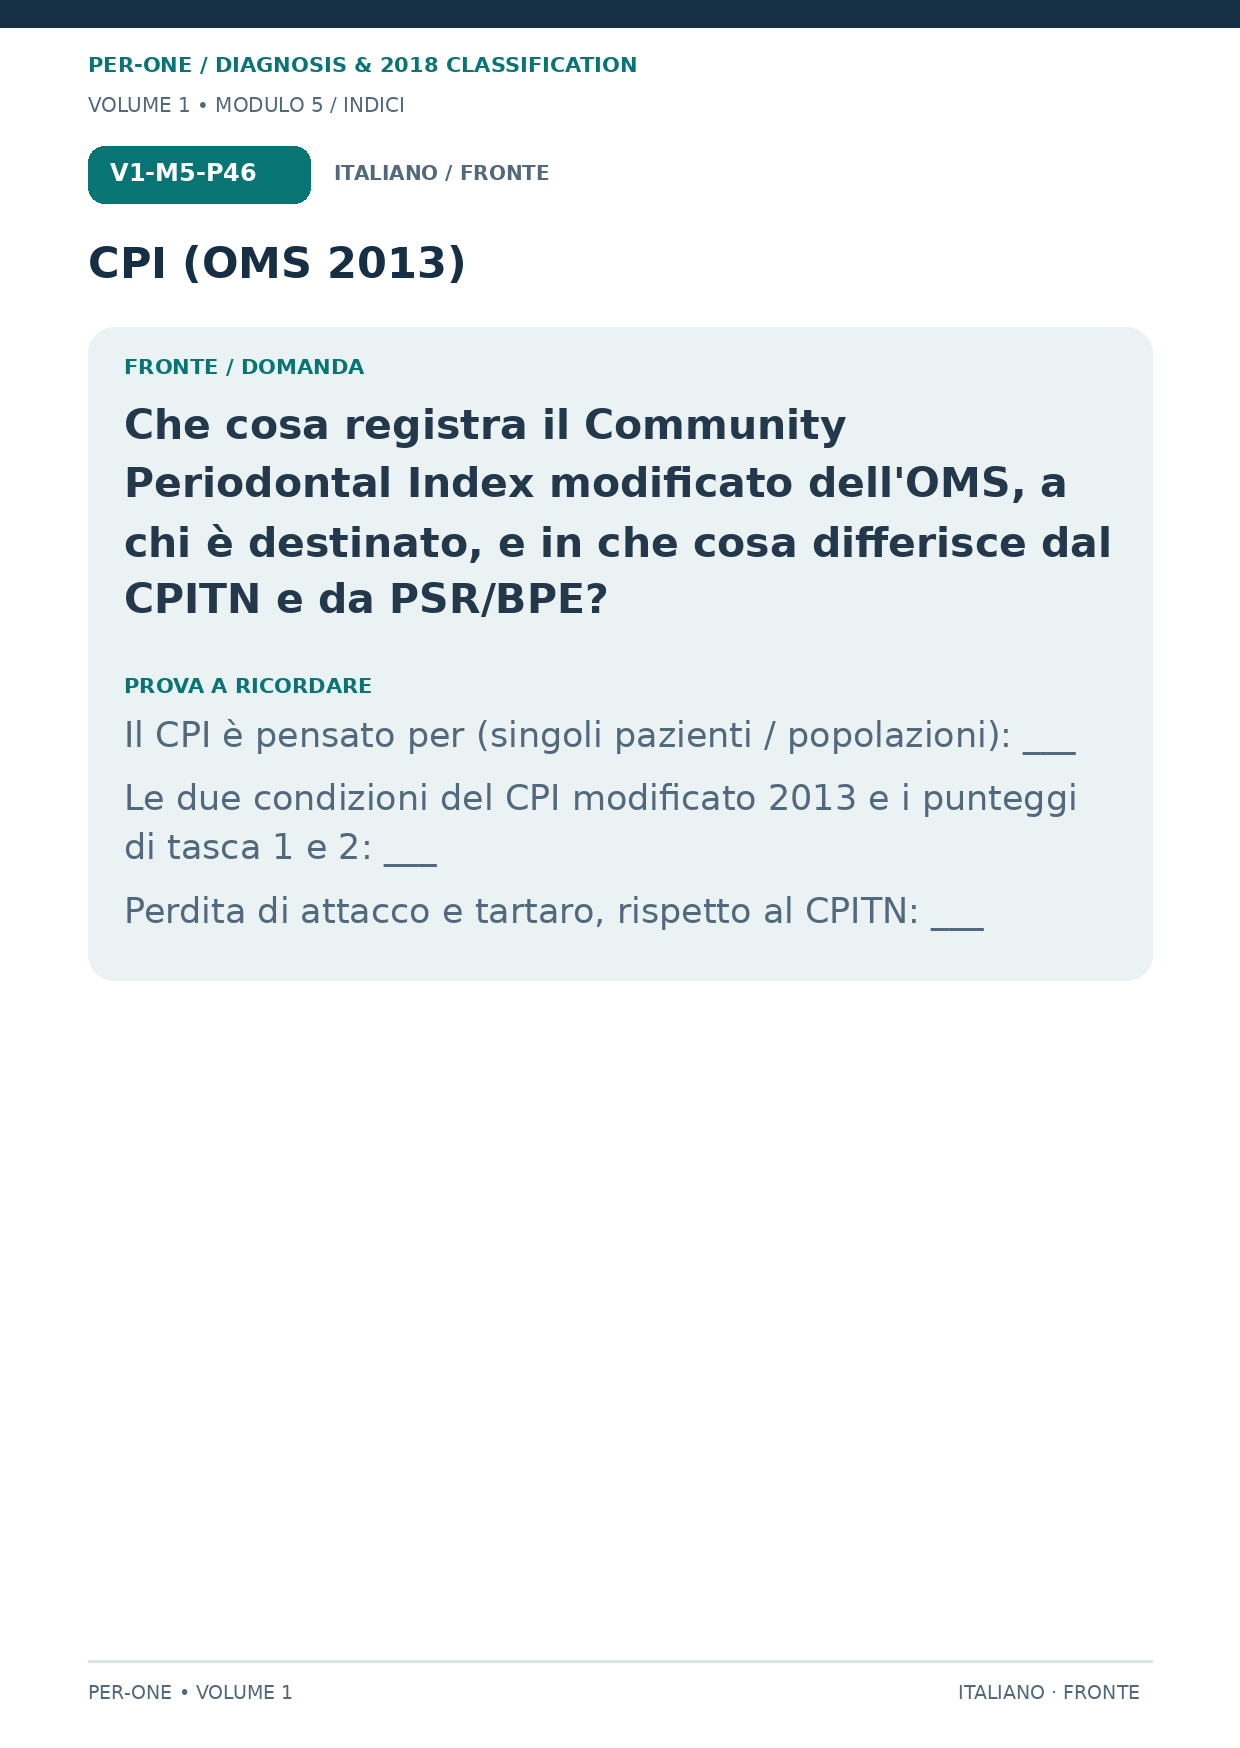 PER-ONE / DIAGNOSIS & 2018 CLASSIFICATION
VOLUME 1 • MODULO 5 / INDICI
V1-M5-P46
ITALIANO / FRONTE
CPI (OMS 2013)
FRONTE / DOMANDA
Che cosa registra il Community
Periodontal Index modificato dell'OMS, a
chi è destinato, e in che cosa differisce dal
CPITN e da PSR/BPE?
PROVA A RICORDARE
Il CPI è pensato per (singoli pazienti / popolazioni): ___
Le due condizioni del CPI modificato 2013 e i punteggi
di tasca 1 e 2: ___
Perdita di attacco e tartaro, rispetto al CPITN: ___
PER-ONE • VOLUME 1
ITALIANO · FRONTE